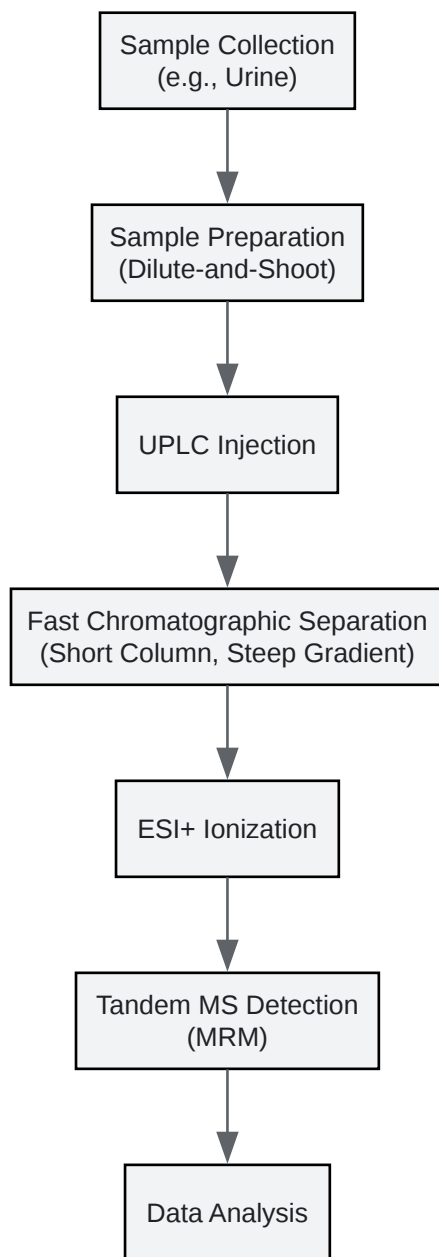 Sample Collection
(e.g., Urine)
Sample Preparation
(Dilute-and-Shoot)
UPLC Injection
Fast Chromatographic Separation
(Short Column, Steep Gradient)
ESI+ Ionization
Tandem MS Detection
(MRM)
Data Analysis